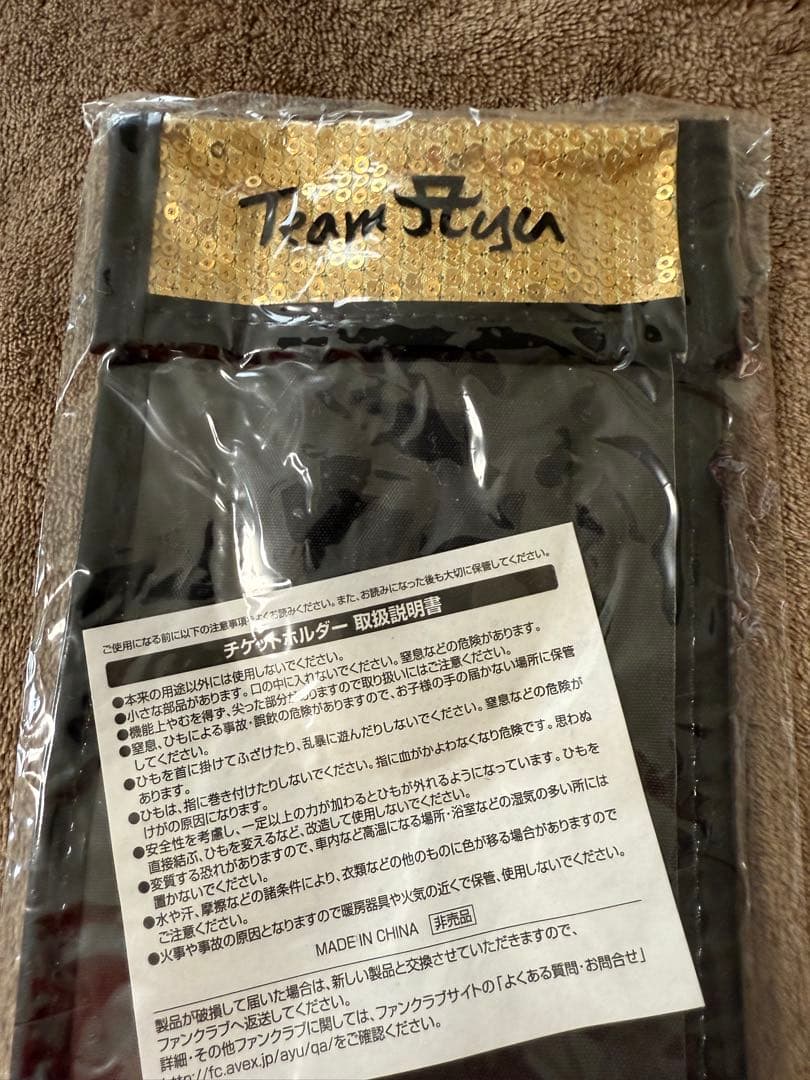 Team Ayu
ご使用になる前に以下の注意事項をよくお読みください。また、お読みになった後も大切に保管してください。
チケットホルダー 取扱説明書
●本来の用途以外には使用しないでください。
●小さな部品があります。口の中に入れないでください。窒息などの危険があります。
●機能上やむを得ず、尖った部分がありますので取り扱いにはご注意ください。
●窒息、ひもによる事故・誤飲の危険がありますので、お子様の手の届かない場所に保管
してください。
●ひもを首に掛けてふざけたり、乱暴に遊んだりしないでください。窒息などの危険が
あります。
●ひもは、指に巻き付けたりしないでください。指に血がかよわなくなり危険です。思わぬ
けがの原因になります。
●安全性を考慮し、一定以上の力が加わるとひもが外れるようになっています。ひもを
直接結ぶ、ひもを変えるなど、改造して使用しないでください。
●変質する恐れがありますので、車内など高温になる場所・浴室などの湿気の多い所には
置かないでください。
●水や汗、摩擦などの諸条件により、衣類などの他のものに色が移る場合がありますので
ご注意ください。
●火事や事故の原因となりますので暖房器具や火気の近くで保管、使用しないでください。
MADE IN CHINA 非売品
製品が破損して届いた場合は、新しい製品と交換させていただきますので、
ファンクラブへ返送してください。
詳細・その他ファンクラブに関しては、ファンクラブサイトの「よくある質問・お問合せ」
http://fc.avex.jp/ayu/qa/をご確認ください。